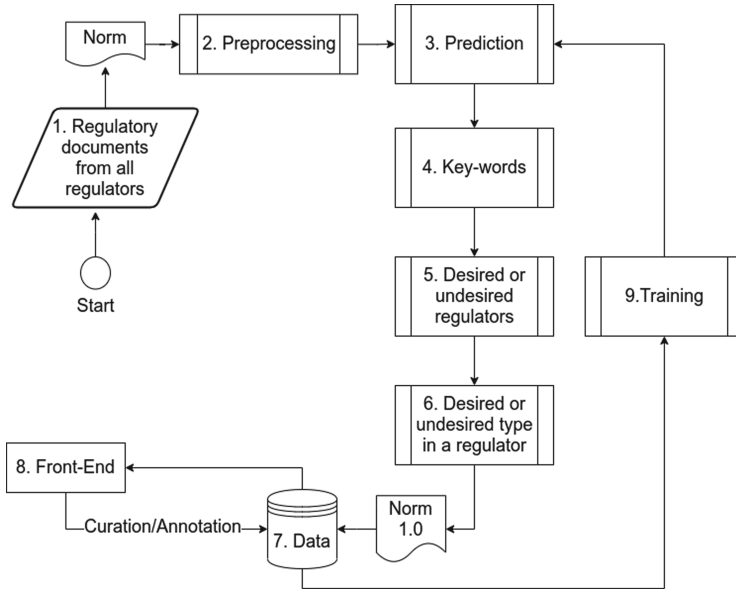 Norm
2. Preprocessing
3. Prediction
1. Regulatory
documents
from all
regulators
4. Key-words
Start
5. Desired or
undesired
regulators
9.Training
6. Desired or
undesired type
in a regulator
8. Front-End
Curation/Annotation
7. Data
Norm
1.0